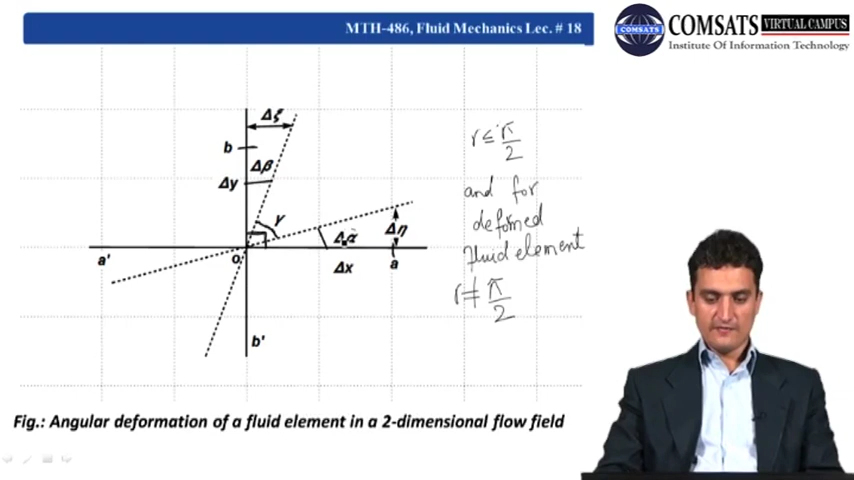 MTH-486, Fluid Mechanics Lec. # 18
COMSATS VIRTUAL CAMPUS
COMSATS
Institute Of Information Technology
Δξ
b
Δβ
Δy
γ
Δα
Δη
a'
o
Δx
a
b'
r ≤ π/2
and for
deformed
fluid element
r ≠ π/2
Fig.: Angular deformation of a fluid element in a 2-dimensional flow field